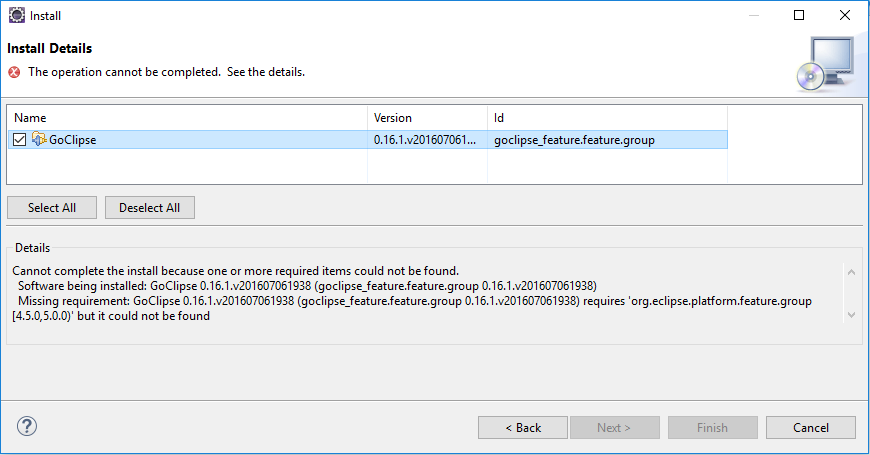 Install
Install Details
The operation cannot be completed.  See the details.
Name Version Id
GoClipse 0.16.1.v201607061... goclipse_feature.feature.group
Select All Deselect All
Details
Cannot complete the install because one or more required items could not be found.
Software being installed: GoClipse 0.16.1.v201607061938 (goclipse_feature.feature.group 0.16.1.v201607061938)
Missing requirement: GoClipse 0.16.1.v201607061938 (goclipse_feature.feature.group 0.16.1.v201607061938) requires 'org.eclipse.platform.feature.group
[4.5.0,5.0.0)' but it could not be found
? < Back Next > Finish Cancel